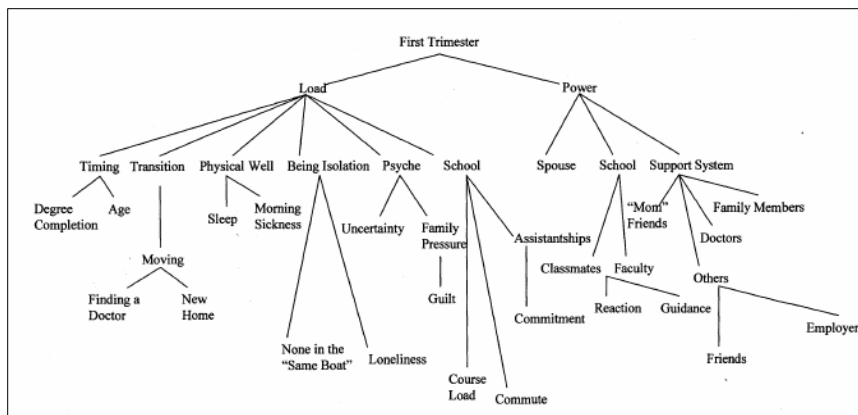 First Trimester
Load
Power
Timing
Transition
Physical Well
Being Isolation
Psyche
School
Spouse
School
Support System
Degree
Completion
Age
Sleep
Morning
Sickness
Uncertainty
Family
Pressure
"Mom"
Friends
Family Members
Doctors
Assistantships
Moving
Classmates
Faculty
Others
Finding a
Doctor
New
Home
Guilt
Commitment
Reaction
Guidance
Employer
None in the
"Same Boat"
Loneliness
Friends
Course
Load
Commute